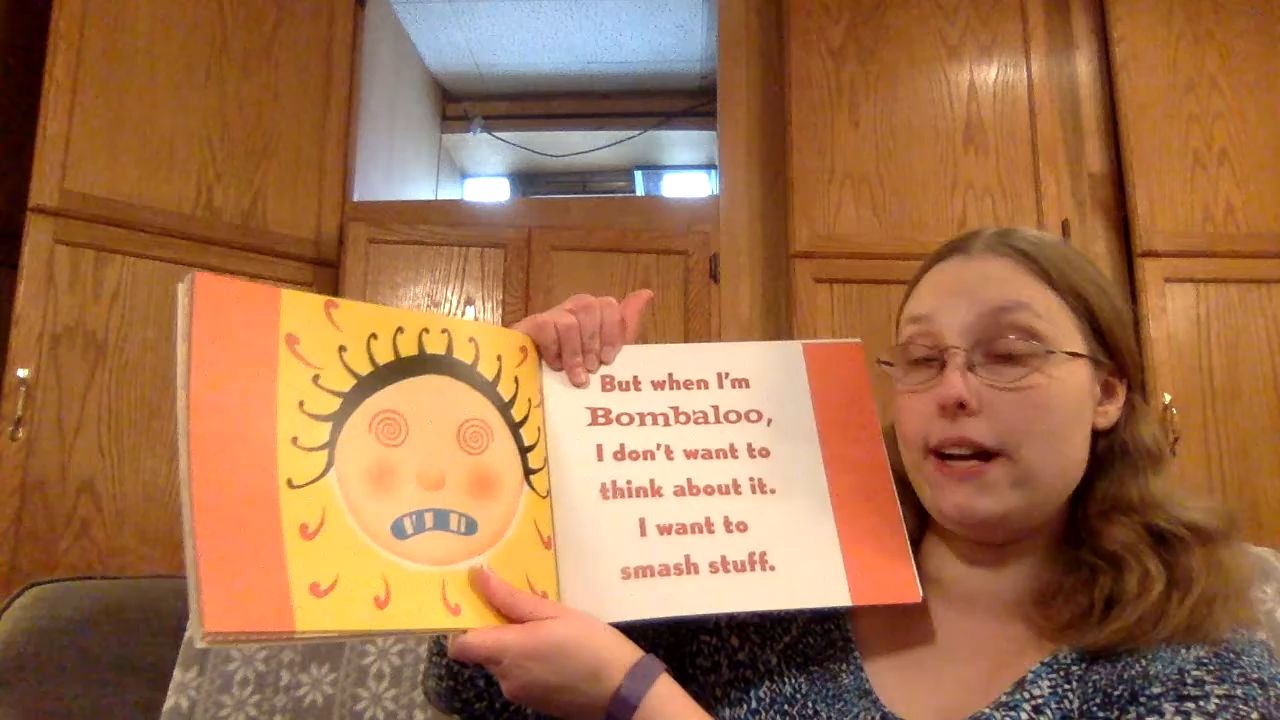 But when I'm
Bombaloo,
I don't want to
think about it.
I want to
smash stuff.